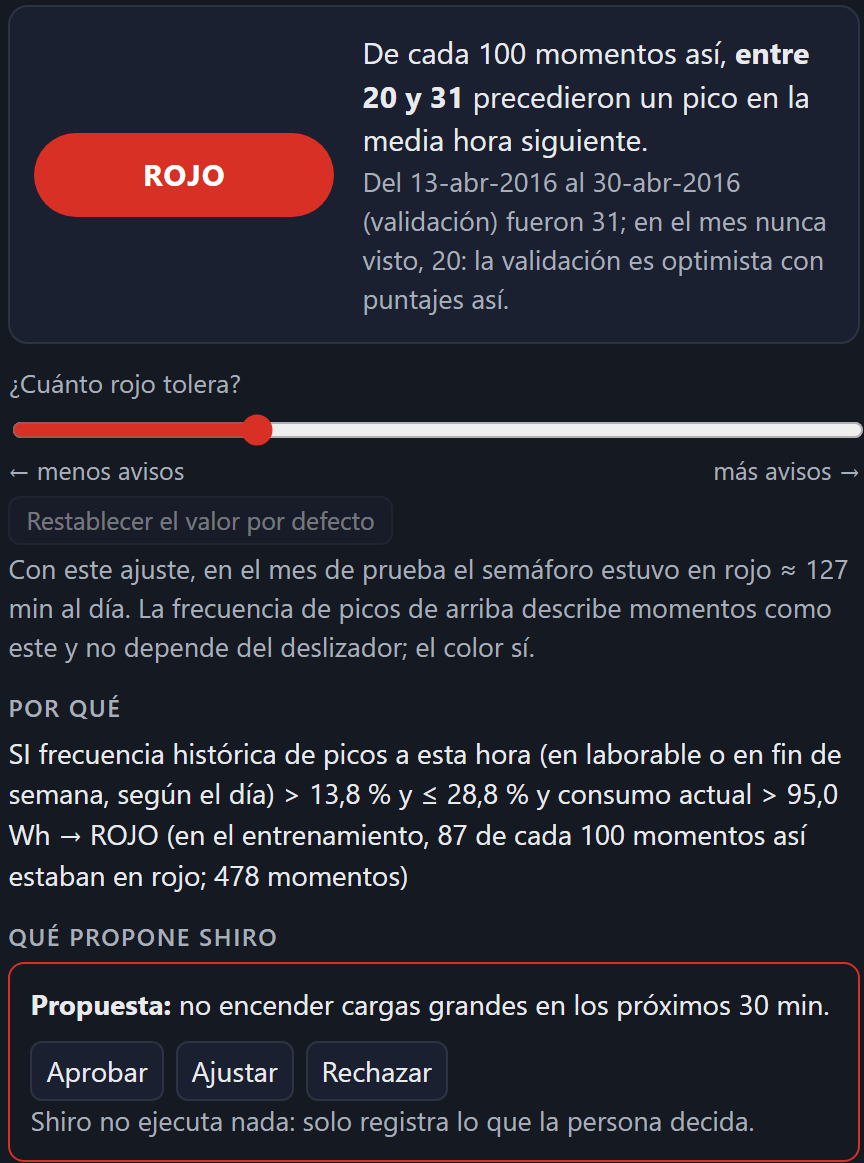 ROJO
De cada 100 momentos así, entre
20 y 31 precedieron un pico en la
media hora siguiente.
Del 13-abr-2016 al 30-abr-2016
(validación) fueron 31; en el mes nunca
visto, 20: la validación es optimista con
puntajes así.
¿Cuánto rojo tolera?
← menos avisos
más avisos →
Restablecer el valor por defecto
Con este ajuste, en el mes de prueba el semáforo estuvo en rojo ≈ 127
min al día. La frecuencia de picos de arriba describe momentos como
este y no depende del deslizador; el color sí.
POR QUÉ
SI frecuencia histórica de picos a esta hora (en laborable o en fin de
semana, según el día) > 13,8 % y ≤ 28,8 % y consumo actual > 95,0
Wh → ROJO (en el entrenamiento, 87 de cada 100 momentos así
estaban en rojo; 478 momentos)
QUÉ PROPONE SHIRO
Propuesta: no encender cargas grandes en los próximos 30 min.
Aprobar
Ajustar
Rechazar
Shiro no ejecuta nada: solo registra lo que la persona decida.